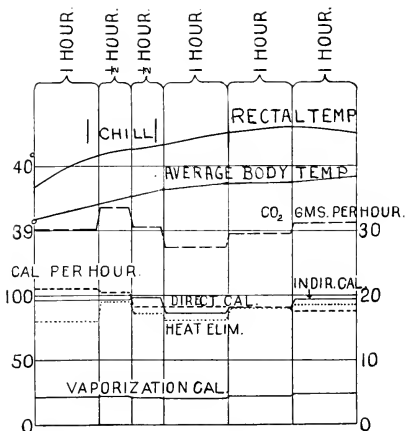 1 HOUR.
½ HOUR.
½ HOUR.
1 HOUR.
1 HOUR.
1 HOUR.
RECTAL TEMP
CHILL
40°
AVERAGE BODY TEMP
CO₂ GMS. PER HOUR.
39
30
CAL PER HOUR.
INDIR. CAL.
100
20
DIRECT CAL.
HEAT ELIM.
50
10
VAPORIZATION CAL.
0
0